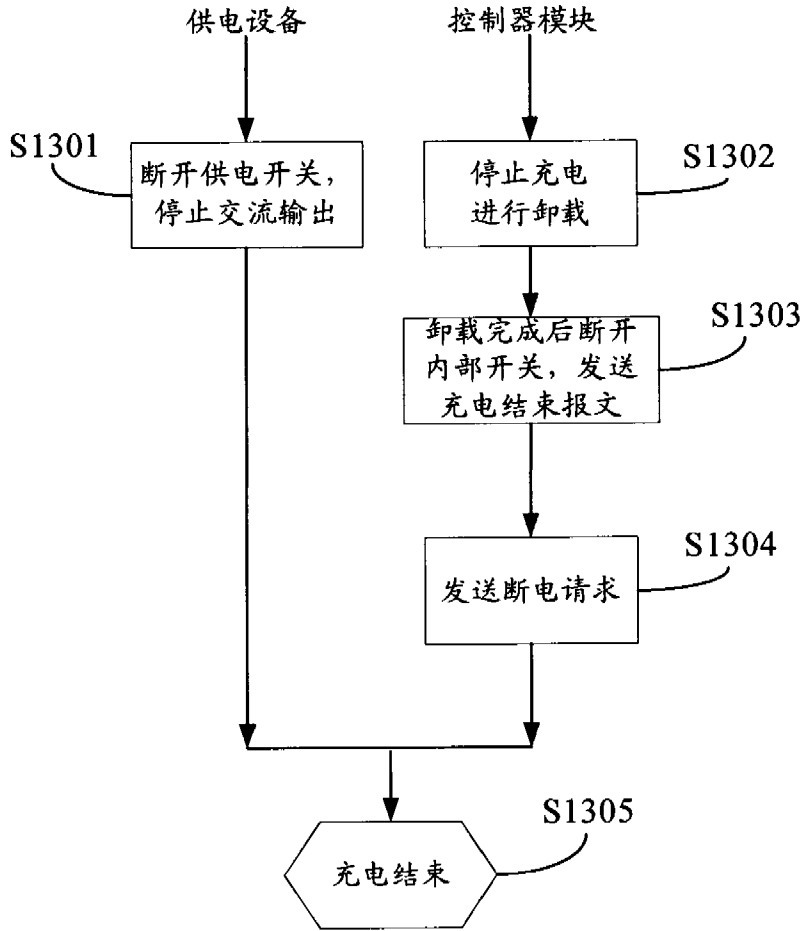 供电设备
控制器模块
S1301
断开供电开关，
停止交流输出
S1302
停止充电
进行卸载
S1303
卸载完成后断开
内部开关，发送
充电结束报文
S1304
发送断电请求
S1305
充电结束